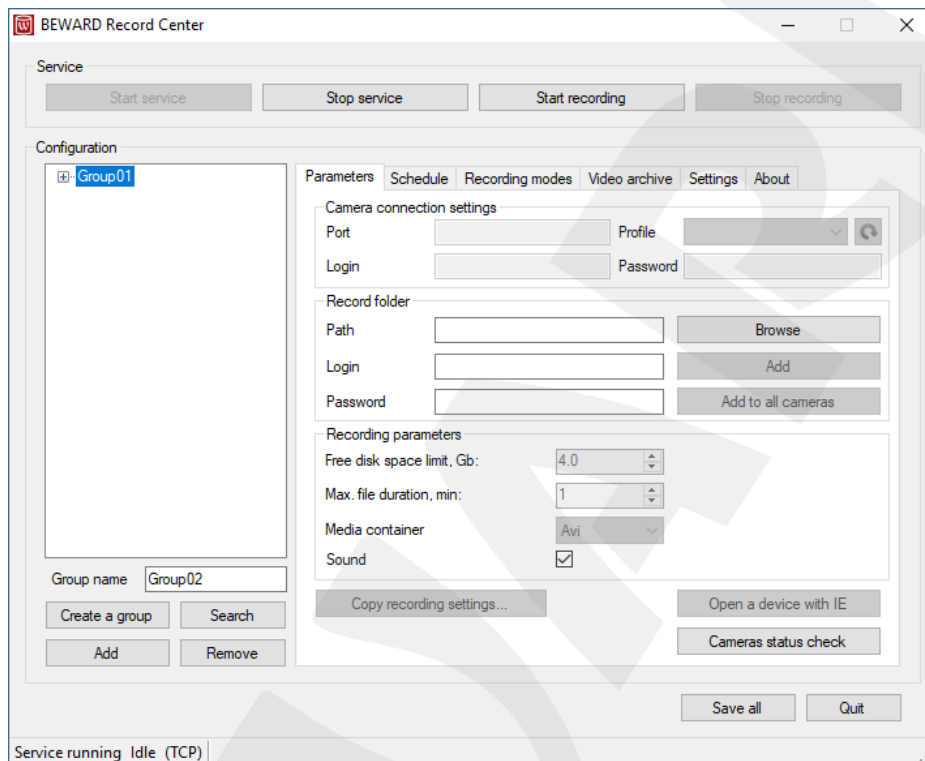 BEWARD Record Center
Service
Start service Stop service Start recording Stop recording
Configuration
Group01
Parameters Schedule Recording modes Video archive Settings About
Camera connection settings
Port Profile
Login Password
Record folder
Path Browse
Login Add
Password Add to all cameras
Recording parameters
Free disk space limit, Gb: 4.0
Max. file duration, min: 1
Media container Avi
Sound
Group name Group02
Copy recording settings... Open a device with IE
Create a group Search
Cameras status check
Add Remove
Save all Quit
Service running Idle (TCP)